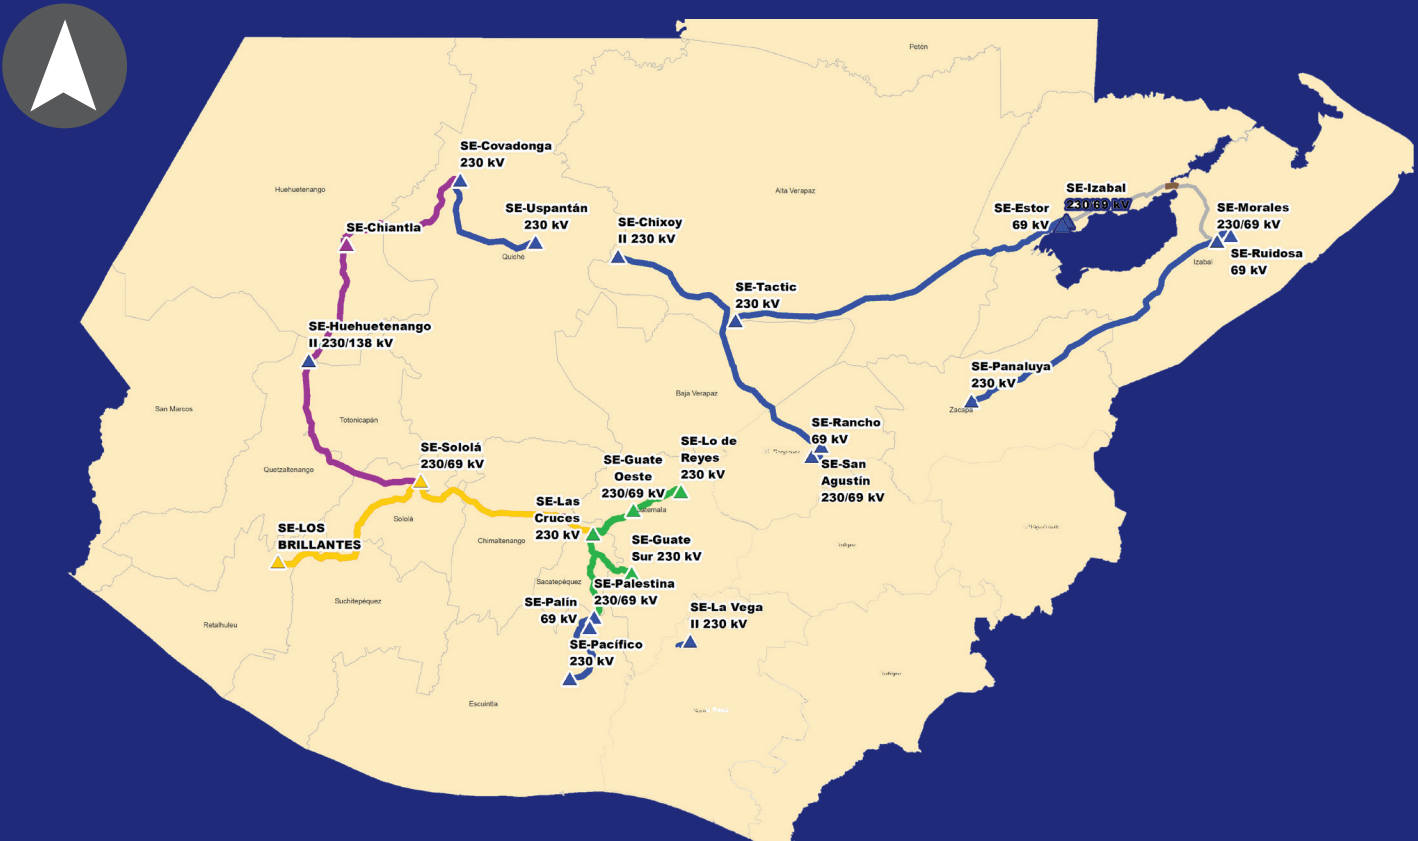 Petén
SE-Covadonga
230 kV
Huehuetenango
Alta Verapaz
SE-Izabal
230/69 kV
SE-Uspantán
230 kV
SE-Estor
69 kV
SE-Morales
230/69 kV
SE-Chixoy
II 230 kV
SE-Chiantla
Quiché
SE-Ruidosa
69 kV
Izabal
SE-Tactic
230 kV
SE-Huehuetenango
II 230/138 kV
SE-Panaluya
230 kV
Zacapa
Baja Verapaz
San Marcos
Totonicapán
SE-Rancho
69 kV
SE-Sololá
230/69 kV
SE-Lo de
Reyes
230 kV
SE-Guate
Oeste
230/69 kV
SE-San
Agustín
230/69 kV
Quetzaltenango
SE-Las
Cruces
230 kV
Sololá
SE-LOS
BRILLANTES
Chimaltenango
SE-Guate
Sur 230 kV
Sacatepéquez
SE-Palestina
230/69 kV
Suchitepéquez
SE-Palín
69 kV
SE-La Vega
II 230 kV
Retalhuleu
SE-Pacífico
230 kV
Escuintla